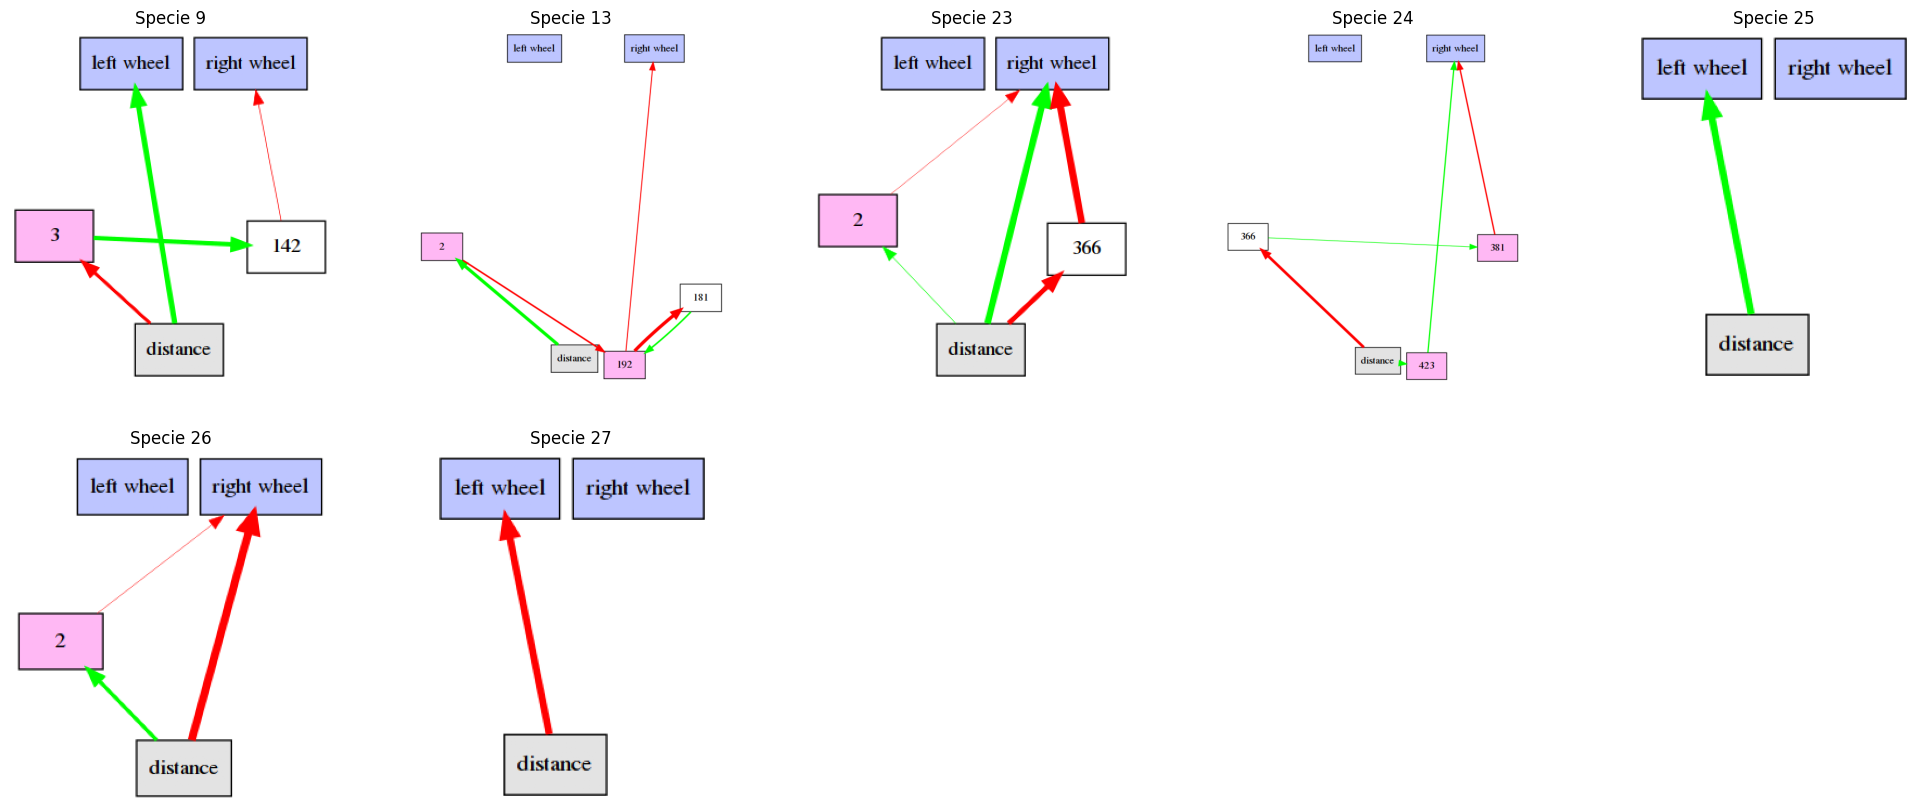 Specie 9
left wheel
right wheel
3
142
distance
Specie 13
left wheel
right wheel
2
181
distance
192
Specie 23
left wheel
right wheel
2
366
distance
Specie 24
left wheel
right wheel
366
381
distance
423
Specie 25
left wheel
right wheel
distance
Specie 26
left wheel
right wheel
2
distance
Specie 27
left wheel
right wheel
distance